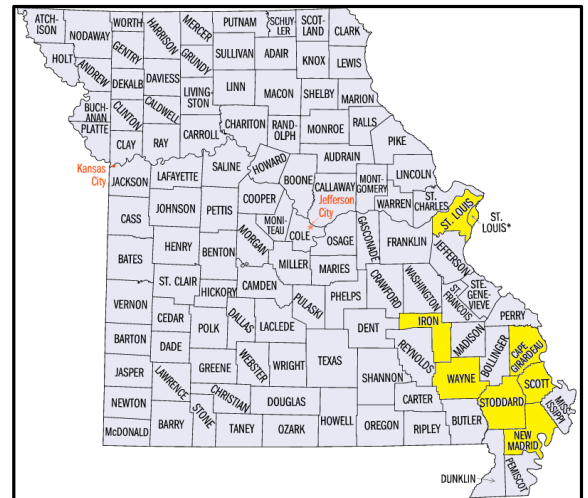 ATCH-
ISON
NODAWAY
WORTH
HARRISON
MERCER
PUTNAM
SCHUY-
LER
SCOT-
LAND
CLARK
HOLT
ANDREW
GENTRY
GRUNDY
SULLIVAN
ADAIR
KNOX
LEWIS
DEKALB
DAVIESS
LIVING-
STON
LINN
MACON
SHELBY
MARION
BUCH-
ANAN
CLINTON
CALDWELL
PLATTE
CLAY
RAY
CARROLL
CHARITON
RAND-
OLPH
MONROE
RALLS
PIKE
AUDRAIN
Kansas
City
JACKSON
LAFAYETTE
SALINE
HOWARD
BOONE
CALLAWAY
MONT-
GOMERY
LINCOLN
WARREN
ST.
CHARLES
ST. LOUIS
ST.
LOUIS*
CASS
JOHNSON
PETTIS
COOPER
MONI-
TEAU
Jefferson
City
COLE
OSAGE
GASCONADE
FRANKLIN
JEFFERSON
BATES
HENRY
BENTON
MORGAN
MILLER
MARIES
CRAWFORD
WASHINGTON
ST.
FRANCOIS
STE.
GENE-
VIEVE
PERRY
ST. CLAIR
HICKORY
CAMDEN
PULASKI
PHELPS
VERNON
CEDAR
POLK
DALLAS
LACLEDE
DENT
IRON
MADISON
BOLLINGER
CAPE
GIRARDEAU
BARTON
DADE
REYNOLDS
JASPER
GREENE
WEBSTER
WRIGHT
TEXAS
SHANNON
WAYNE
SCOTT
MISS-
ISSIPPI
LAWRENCE
CHRISTIAN
DOUGLAS
CARTER
STODDARD
NEWTON
STONE
HOWELL
OREGON
RIPLEY
BUTLER
NEW
MADRID
McDONALD
BARRY
TANEY
OZARK
DUNKLIN
PEMISCOT